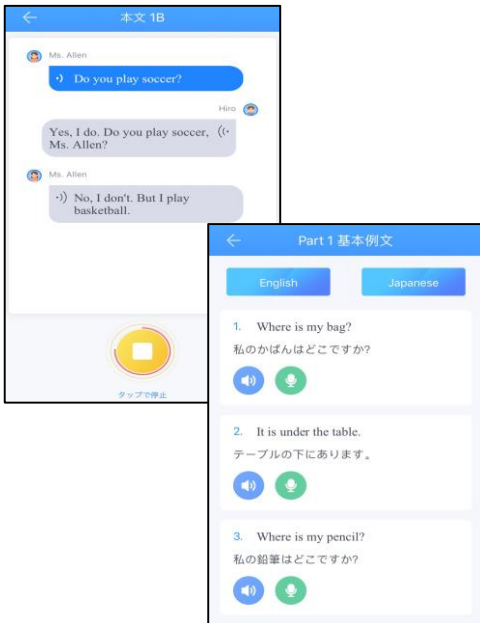 本文 1B
Ms. Allen
Do you play soccer?
Hiro
Yes, I do. Do you play soccer,
Ms. Allen?
Ms. Allen
No, I don't. But I play
basketball.
タップで停止
Part 1 基本例文
English
Japanese
1. Where is my bag?
私のかばんはどこですか?
2. It is under the table.
テーブルの下にあります。
3. Where is my pencil?
私の鉛筆はどこですか?